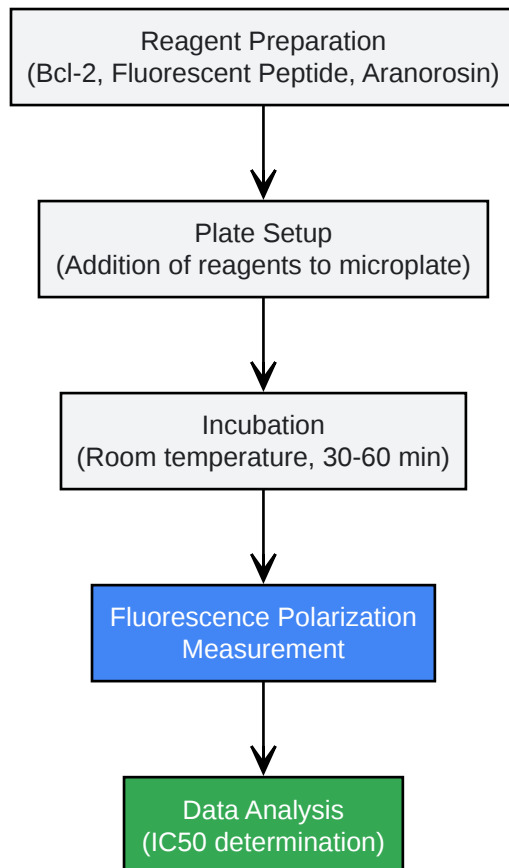 Reagent Preparation
(Bcl-2, Fluorescent Peptide, Aranorosin)
Plate Setup
(Addition of reagents to microplate)
Incubation
(Room temperature, 30-60 min)
Fluorescence Polarization
Measurement
Data Analysis
(IC50 determination)